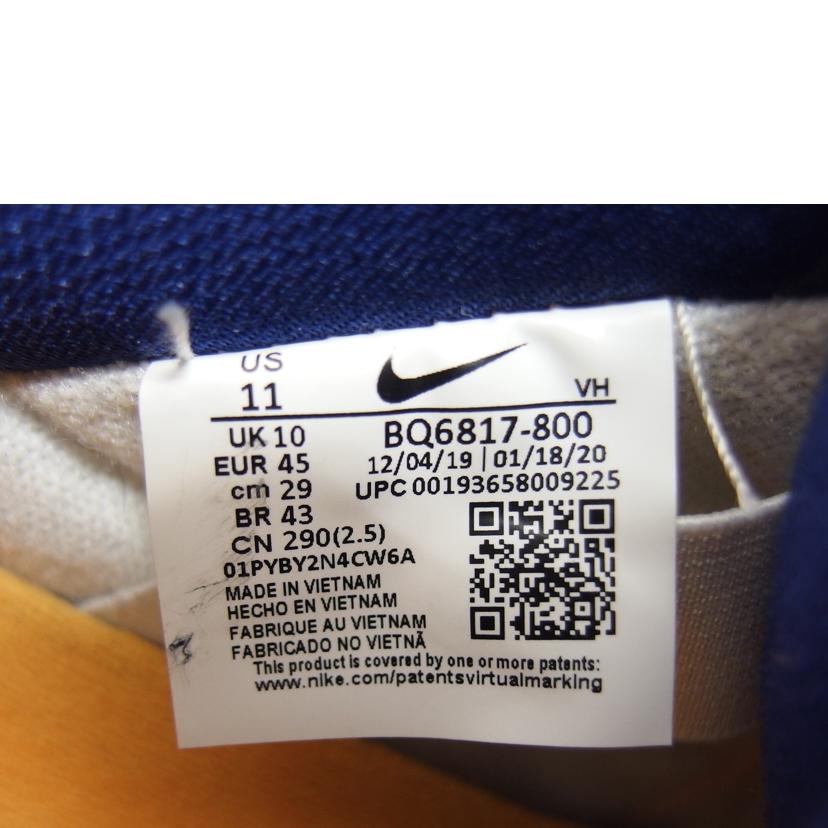 US
11
VH
UK 10
BQ6817-800
EUR 45
12/04/19 | 01/18/20
cm 29
UPC 00193658009225
BR 43
CN 290(2.5)
01PYBY2N4CW6A
MADE IN VIETNAM
HECHO EN VIETNAM
FABRIQUE AU VIETNAM
FABRICADO NO VIETNÃ
This product is covered by one or more patents:
www.nike.com/patentsvirtualmarking